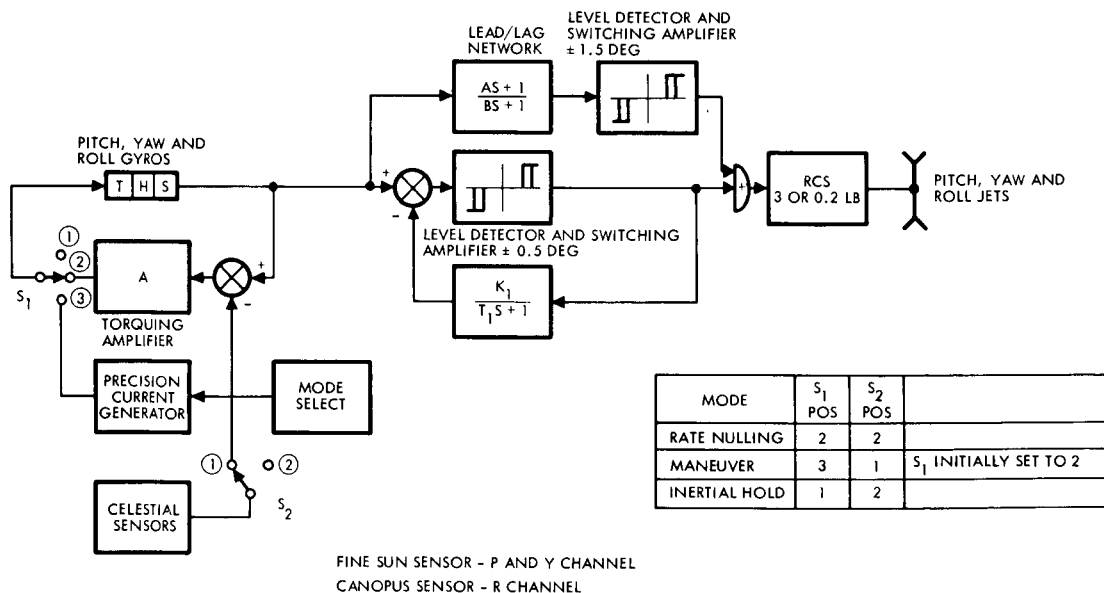 LEAD/LAG
NETWORK
LEVEL DETECTOR AND
SWITCHING AMPLIFIER
± 1.5 DEG
AS + 1
BS + 1
PITCH, YAW AND
ROLL GYROS
T H S
+
-
+
RCS
3 OR 0.2 LB
PITCH, YAW AND
ROLL JETS
LEVEL DETECTOR AND SWITCHING
AMPLIFIER ± 0.5 DEG
1
2
3
S1
A
+
-
TORQUING
AMPLIFIER
K1
T1S + 1
PRECISION
CURRENT
GENERATOR
MODE
SELECT
1
2
S2
CELESTIAL
SENSORS
MODE S1 POS S2 POS
RATE NULLING 2 2
MANEUVER 3 1 S1 INITIALLY SET TO 2
INERTIAL HOLD 1 2
FINE SUN SENSOR - P AND Y CHANNEL
CANOPUS SENSOR - R CHANNEL